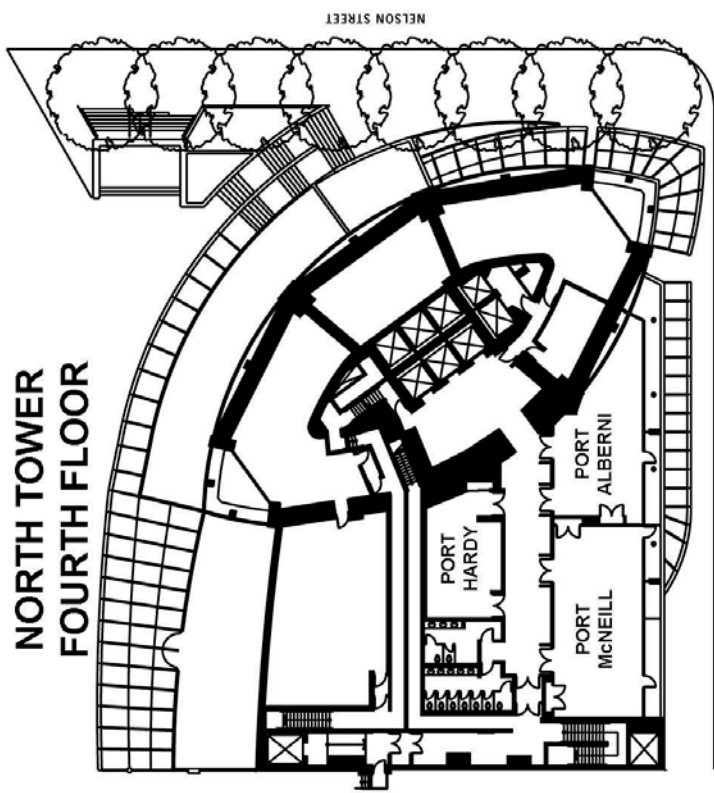 NELSON STREET
NORTH TOWER
FOURTH FLOOR
PORT
HARDY
PORT
ALBERNI
PORT
McNEILL